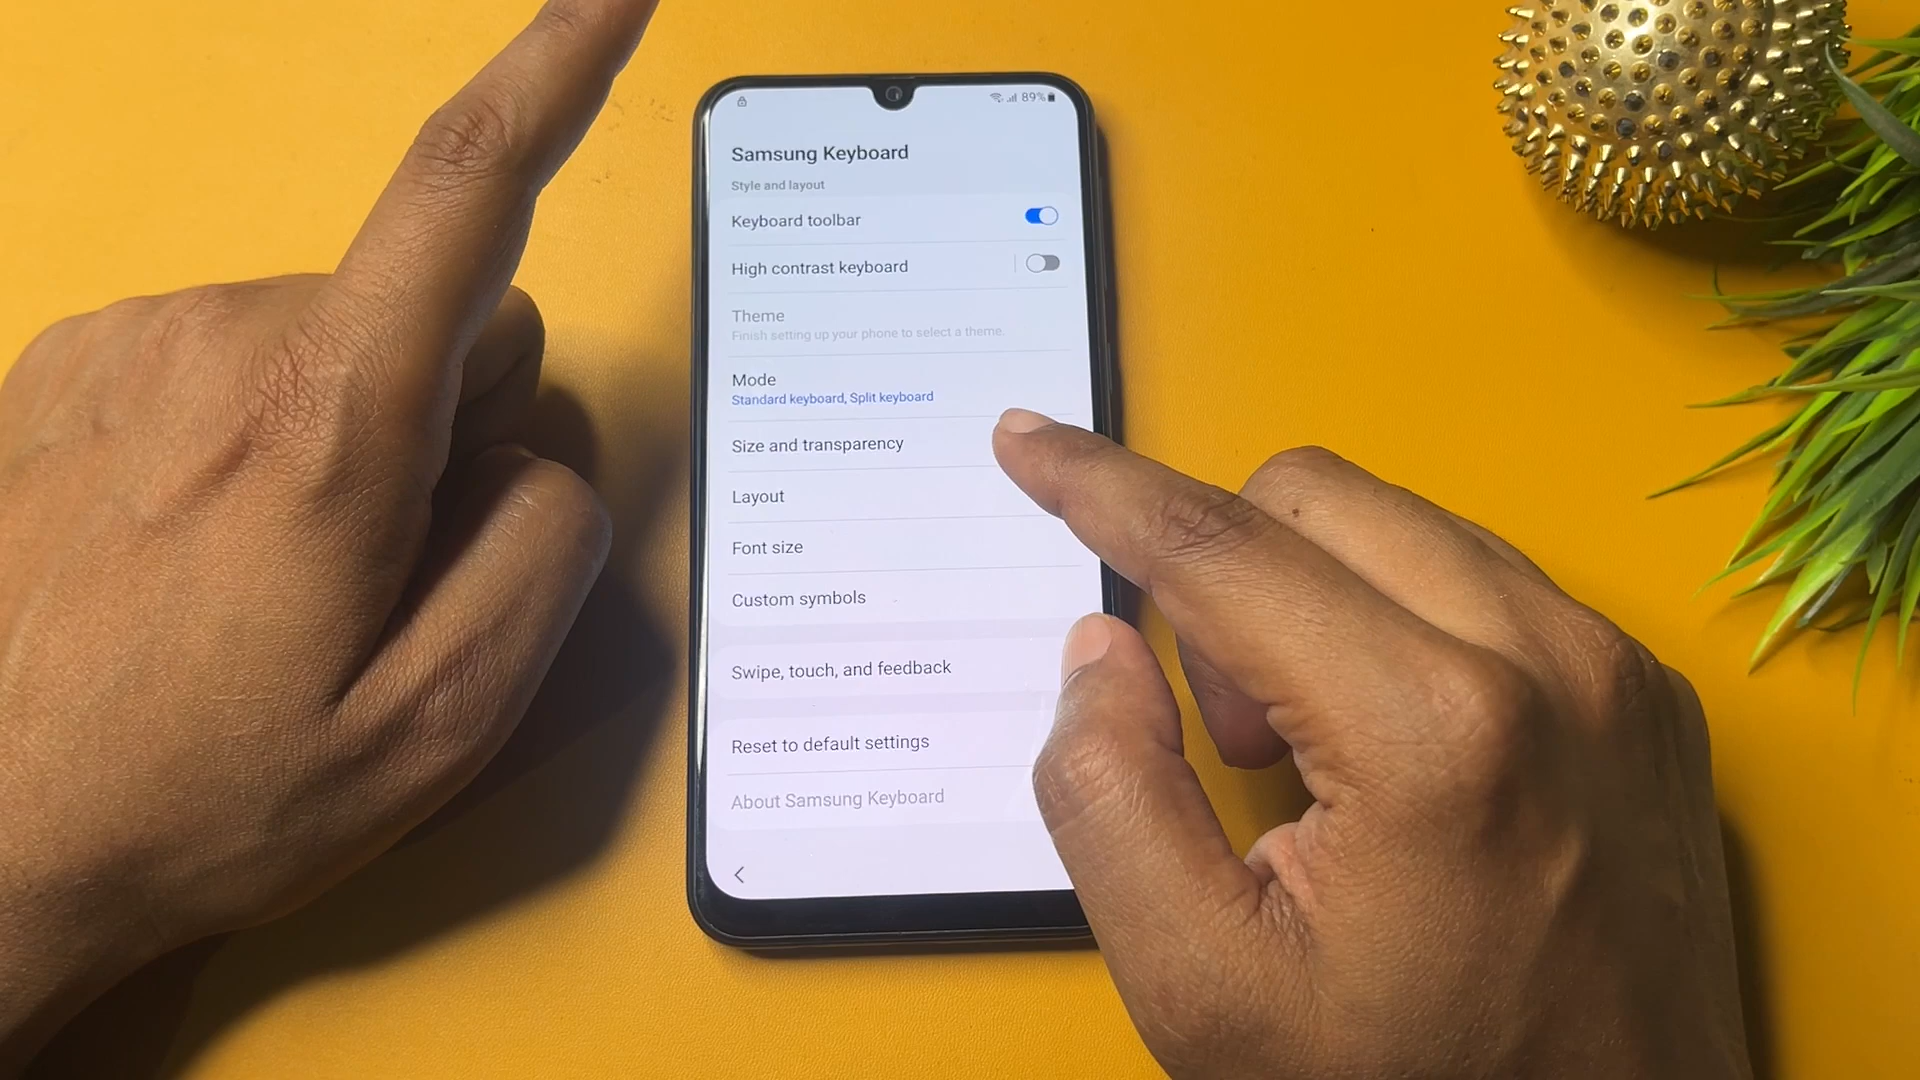 89%
Samsung Keyboard
Style and layout
Keyboard toolbar
High contrast keyboard
Theme
Finish setting up your phone to select a theme.
Mode
Standard keyboard, Split keyboard
Size and transparency
Layout
Font size
Custom symbols
Swipe, touch, and feedback
Reset to default settings
About Samsung Keyboard